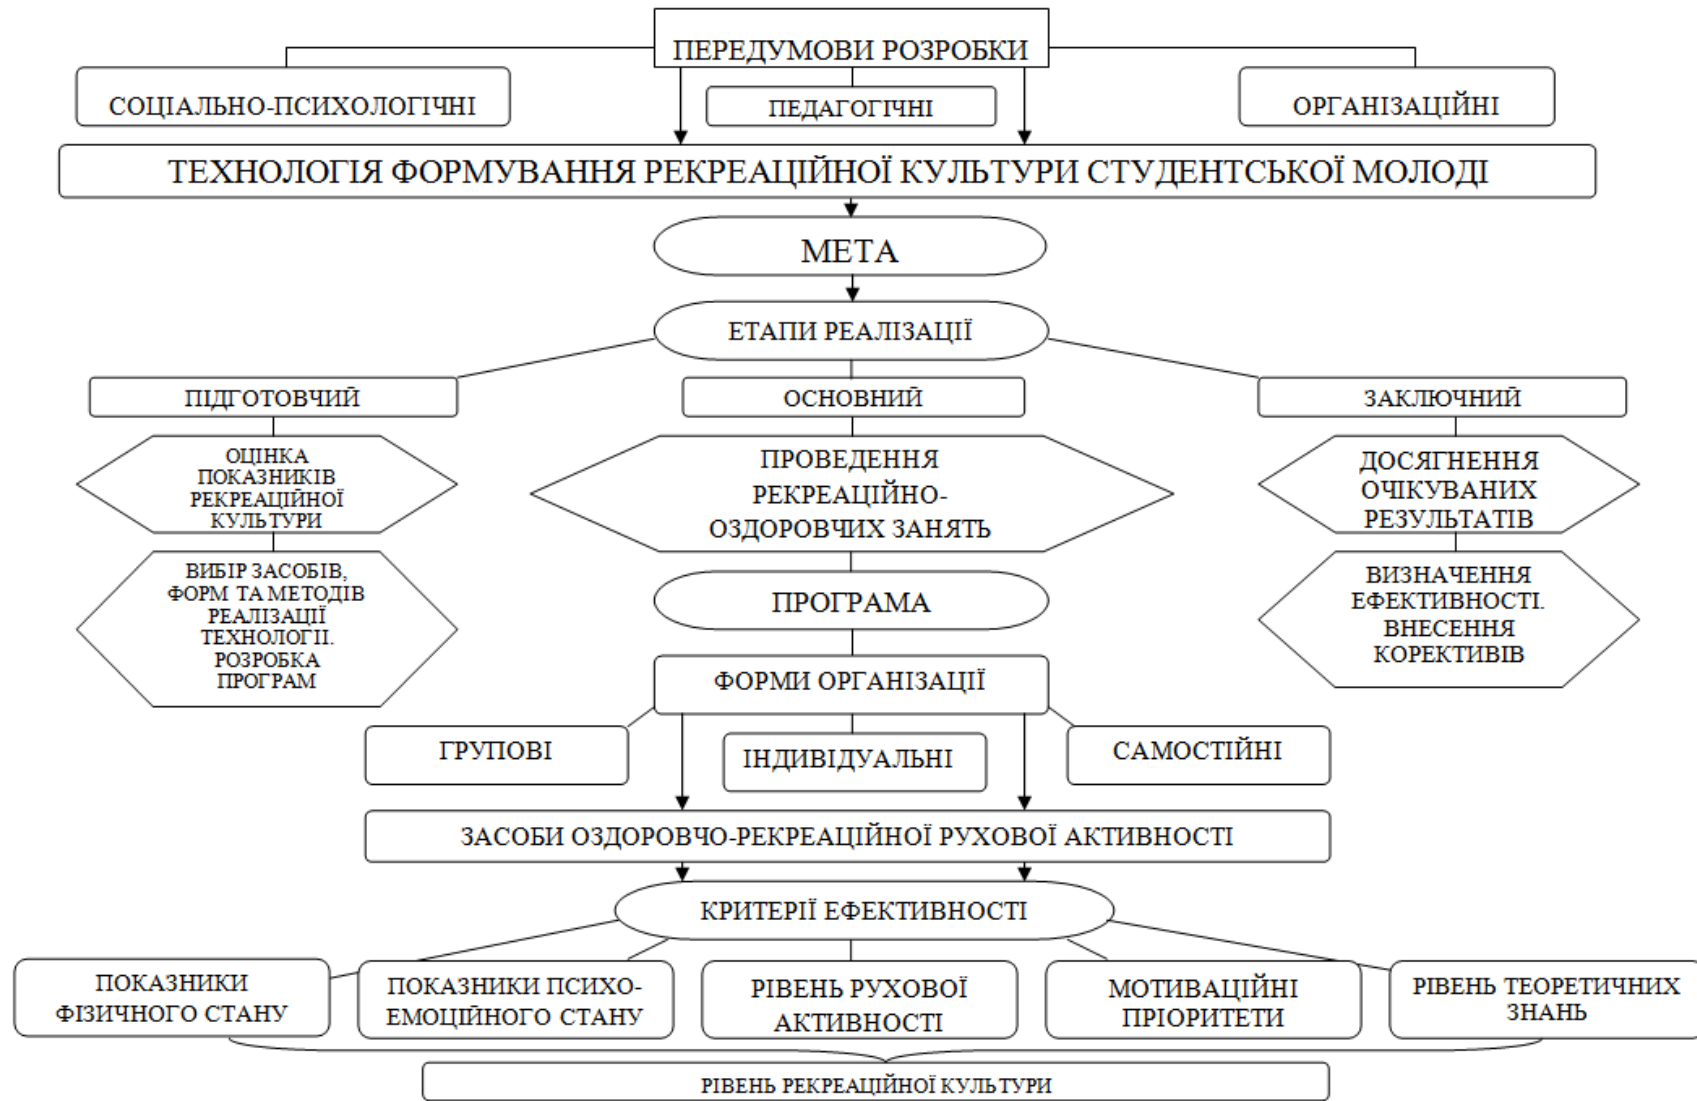 ПЕРЕДУМОВИ РОЗРОБКИ
СОЦІАЛЬНО-ПСИХОЛОГІЧНІ
ПЕДАГОГІЧНІ
ОРГАНІЗАЦІЙНІ
ТЕХНОЛОГІЯ ФОРМУВАННЯ РЕКРЕАЦІЙНОЇ КУЛЬТУРИ СТУДЕНТСЬКОЇ МОЛОДІ
МЕТА
ЕТАПИ РЕАЛІЗАЦІЇ
ПІДГОТОВЧИЙ
ОСНОВНИЙ
ЗАКЛЮЧНИЙ
ОЦІНКА
ПОКАЗНИКІВ
РЕКРЕАЦІЙНОЇ
КУЛЬТУРИ
ПРОВЕДЕННЯ
РЕКРЕАЦІЙНО-
ОЗДОРОВЧИХ ЗАНЯТЬ
ДОСЯГНЕННЯ
ОЧІКУВАНИХ
РЕЗУЛЬТАТІВ
ВИБІР ЗАСОБІВ,
ФОРМ ТА МЕТОДІВ
РЕАЛІЗАЦІЇ
ТЕХНОЛОГІЇ.
РОЗРОБКА
ПРОГРАМ
ПРОГРАМА
ВИЗНАЧЕННЯ
ЕФЕКТИВНОСТІ.
ВНЕСЕННЯ
КОРЕКТИВІВ
ФОРМИ ОРГАНІЗАЦІЇ
ГРУПОВІ
ІНДИВІДУАЛЬНІ
САМОСТІЙНІ
ЗАСОБИ ОЗДОРОВЧО-РЕКРЕАЦІЙНОЇ РУХОВОЇ АКТИВНОСТІ
КРИТЕРІЇ ЕФЕКТИВНОСТІ
ПОКАЗНИКИ
ФІЗИЧНОГО СТАНУ
ПОКАЗНИКИ ПСИХО-
ЕМОЦІЙНОГО СТАНУ
РІВЕНЬ РУХОВОЇ
АКТИВНОСТІ
МОТИВАЦІЙНІ
ПРІОРИТЕТИ
РІВЕНЬ ТЕОРЕТИЧНИХ
ЗНАНЬ
РІВЕНЬ РЕКРЕАЦІЙНОЇ КУЛЬТУРИ